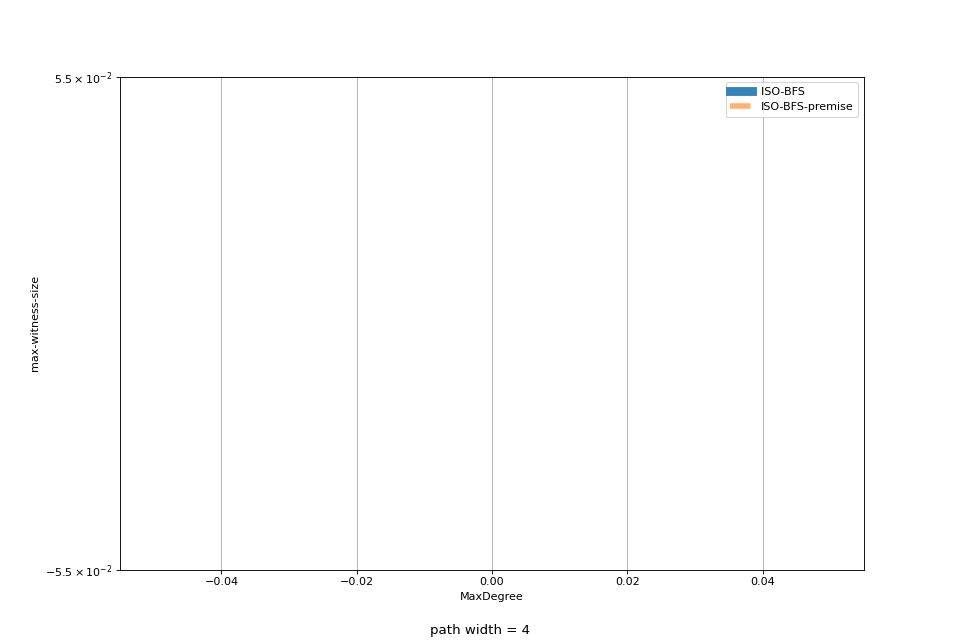 5.5 × 10⁻²
ISO-BFS
ISO-BFS-premise
max-witness-size
−5.5 × 10⁻²
−0.04
−0.02
0.00
0.02
0.04
MaxDegree
path width = 4